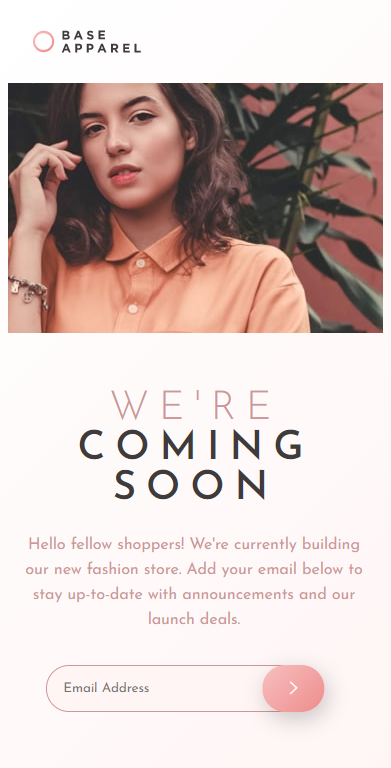 BASE
APPAREL
WE'RE
COMING
SOON
Hello fellow shoppers! We're currently building
our new fashion store. Add your email below to
stay up-to-date with announcements and our
launch deals.
Email Address